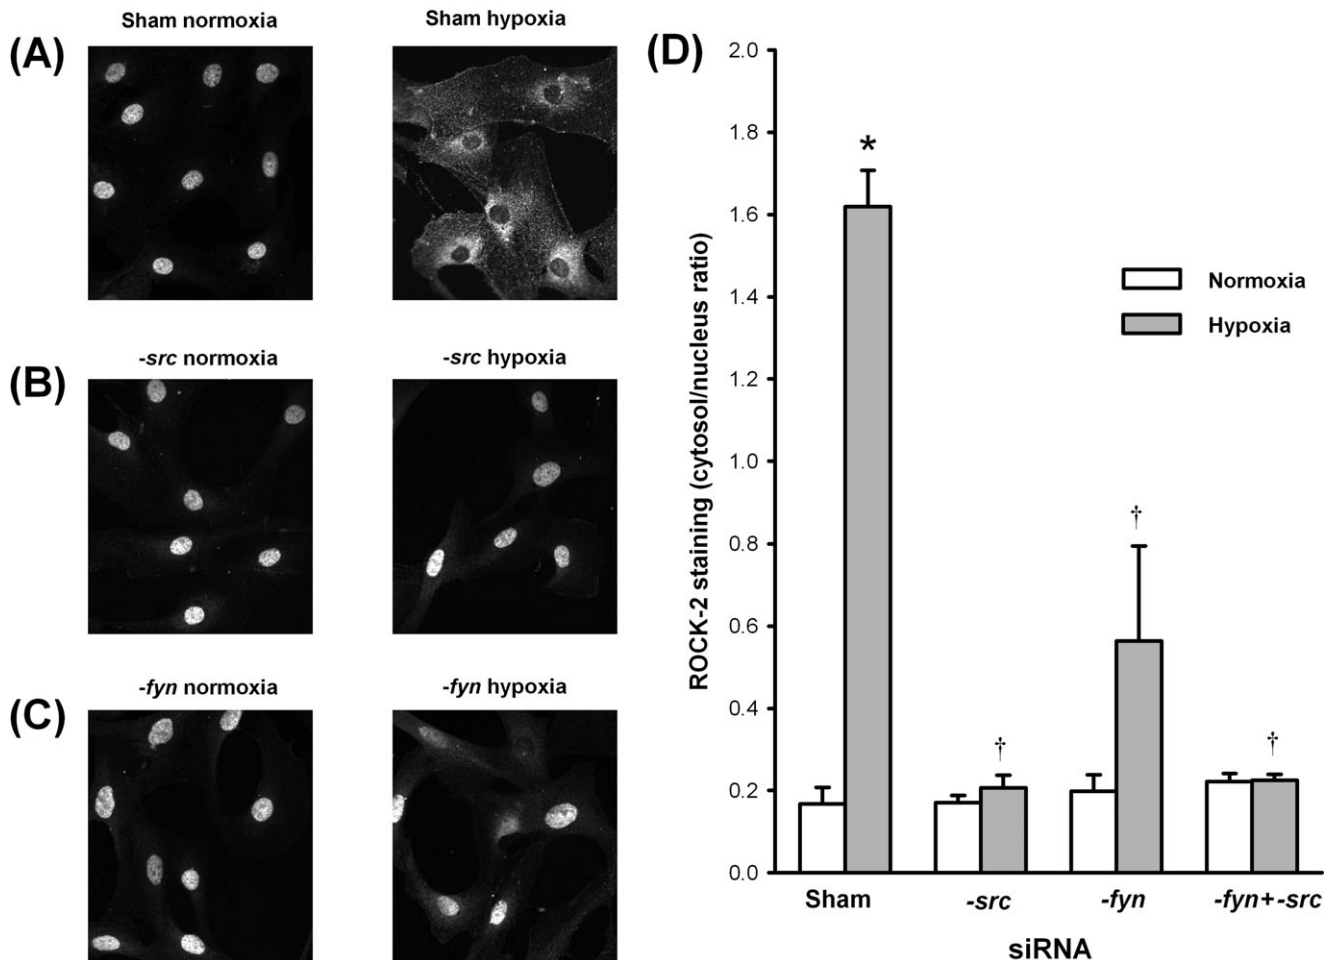 Sham normoxia
Sham hypoxia
(A)
-src normoxia
-src hypoxia
(B)
-fyn normoxia
-fyn hypoxia
(C)
(D)
ROCK-2 staining (cytosol/nucleus ratio)
2.0
1.8
1.6
1.4
1.2
1.0
0.8
0.6
0.4
0.2
0.0
*
†
†
†
Normoxia
Hypoxia
Sham
-src
-fyn
-fyn+-src
siRNA